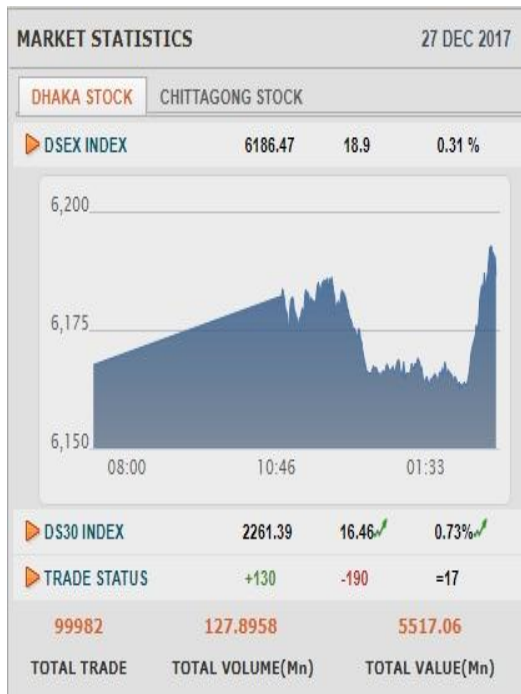 MARKET STATISTICS 27 DEC 2017
DHAKA STOCK CHITTAGONG STOCK
DSEX INDEX 6186.47 18.9 0.31 %
6,200
6,175
6,150
08:00 10:46 01:33
DS30 INDEX 2261.39 16.46 0.73%
TRADE STATUS +130 -190 =17
99982 127.8958 5517.06
TOTAL TRADE TOTAL VOLUME(Mn) TOTAL VALUE(Mn)